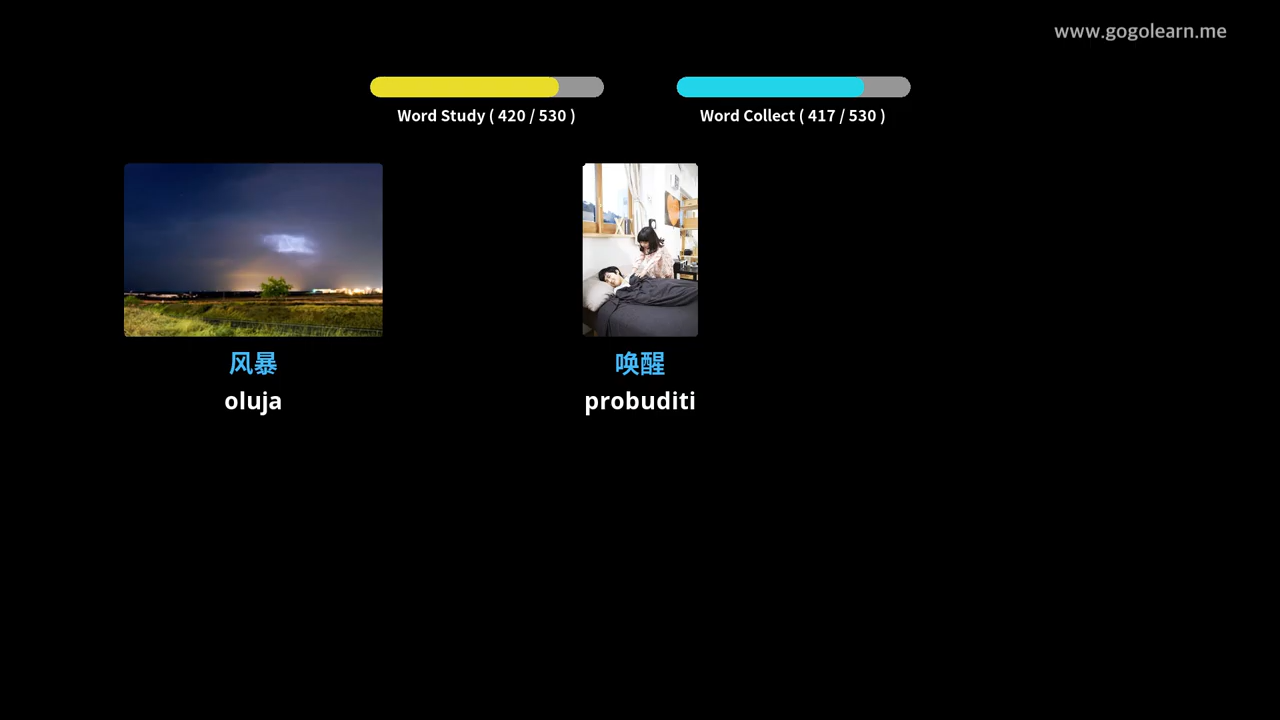 www.gogolearn.me
Word Study ( 420 / 530 )
Word Collect ( 417 / 530 )
风暴
唤醒
oluja
probuditi